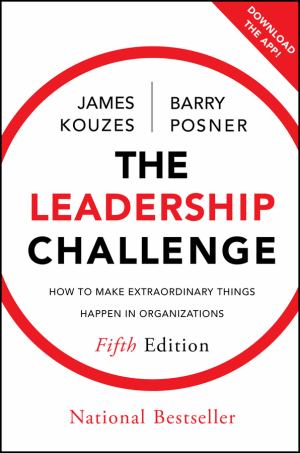 DOWNLOAD
THE APP!
JAMES
KOUZES
BARRY
POSNER
THE
LEADERSHIP
CHALLENGE
HOW TO MAKE EXTRAORDINARY THINGS
HAPPEN IN ORGANIZATIONS
Fifth Edition
National Bestseller